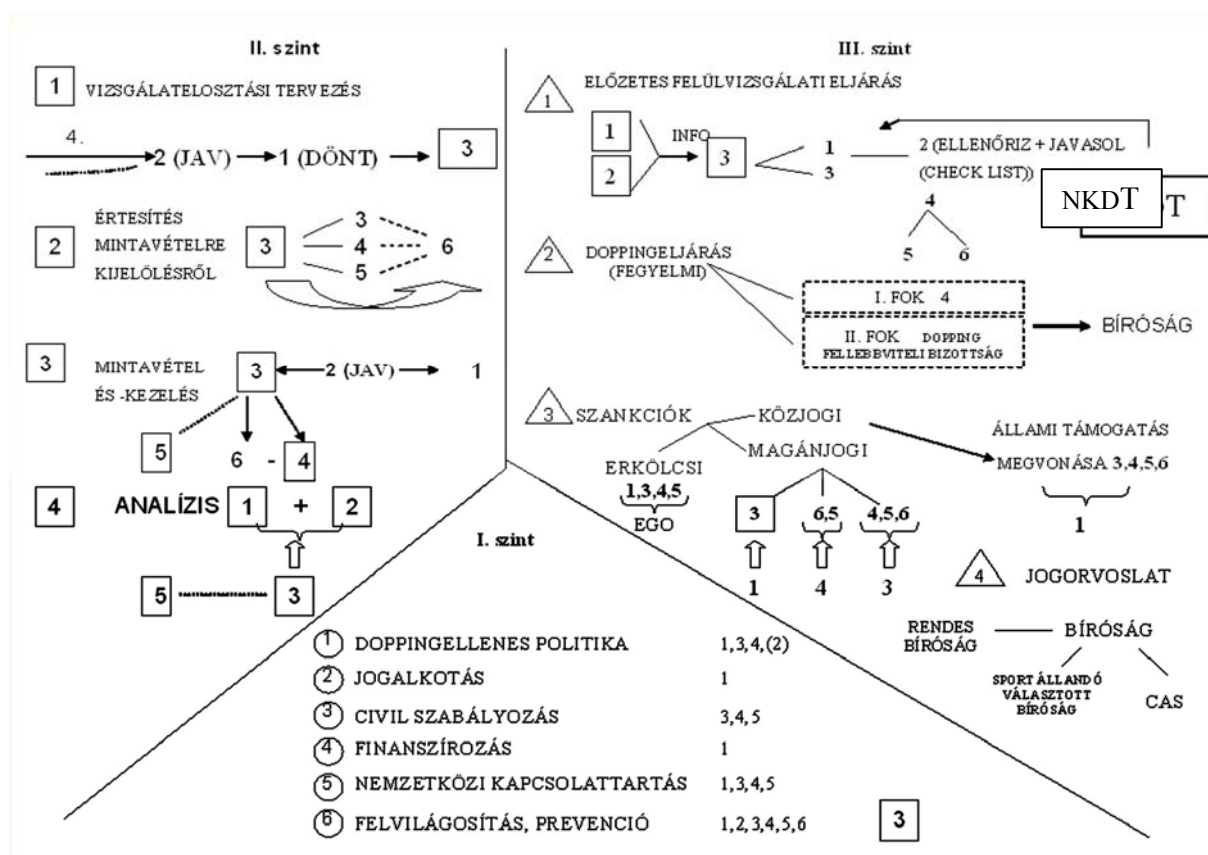 II. szint
1 VIZSGÁLATELOSZTÁSI TERVEZÉS
4.
2 (JAV) 1 (DÖNT) 3
2 ÉRTESÍTÉS
MINTAVÉTELRE
KIJELÖLÉSRŐL
3
3
4
5
6
3 MINTAVÉTEL
ÉS -KEZELÉS
3 2 (JAV) 1
5 6 - 4
4 ANALÍZIS 1 + 2
5 3
III. szint
1 ELŐZETES FELÜLVIZSGÁLATI ELJÁRÁS
1
2
INFO
3
1
3
2 (ELLENŐRIZ + JAVASOL
(CHECK LIST))
NKDT T
4
5 6
2 DOPPINGELJÁRÁS
(FEGYELMI)
I. FOK 4
II. FOK DOPPING
FELLEBBVITELI BIZOTTSÁG
BÍRÓSÁG
3 SZANKCIÓK
KÖZJOGI
MAGÁNJOGI
ERKÖLCSI
1,3,4,5
EGO
3 6,5 4,5,6
1 4 3
ÁLLAMI TÁMOGATÁS
MEGVONÁSA 3,4,5,6
1
4 JOGORVOSLAT
RENDES
BÍRÓSÁG
BÍRÓSÁG
SPORT ÁLLANDÓ
VÁLASZTOTT
BÍRÓSÁG
CAS
I. szint
1 DOPPINGELLENES POLITIKA 1,3,4,(2)
2 JOGALKOTÁS 1
3 CIVIL SZABÁLYOZÁS 3,4,5
4 FINANSZÍROZÁS 1
5 NEMZETKÖZI KAPCSOLATTARTÁS 1,3,4,5
6 FELVILÁGOSÍTÁS, PREVENCIÓ 1,2,3,4,5,6
3